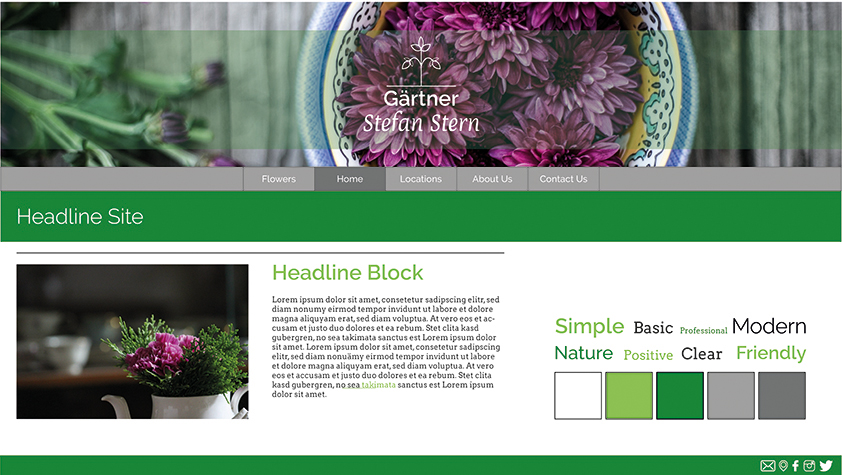 Gärtner
Stefan Stern
Flowers Home Locations About Us Contact Us
Headline Site
Headline Block
Lorem ipsum dolor sit amet, consetetur sadipscing elitr, sed
diam nonumy eirmod tempor invidunt ut labore et dolore
magna aliquyam erat, sed diam voluptua. At vero eos et ac-
cusam et justo duo dolores et ea rebum. Stet clita kasd
gubergren, no sea takimata sanctus est Lorem ipsum dolor
sit amet. Lorem ipsum dolor sit amet, consetetur sadipscing
elitr, sed diam nonuämy eirmod tempor invidunt ut labore
et dolore magna aliquyam erat, sed diam voluptua. At vero
eos et accusam et justo duo dolores et ea rebum. Stet clita
kasd gubergren, no sea takimata sanctus est Lorem ipsum
dolor sit amet.
Simple Basic Professional Modern
Nature Positive Clear Friendly